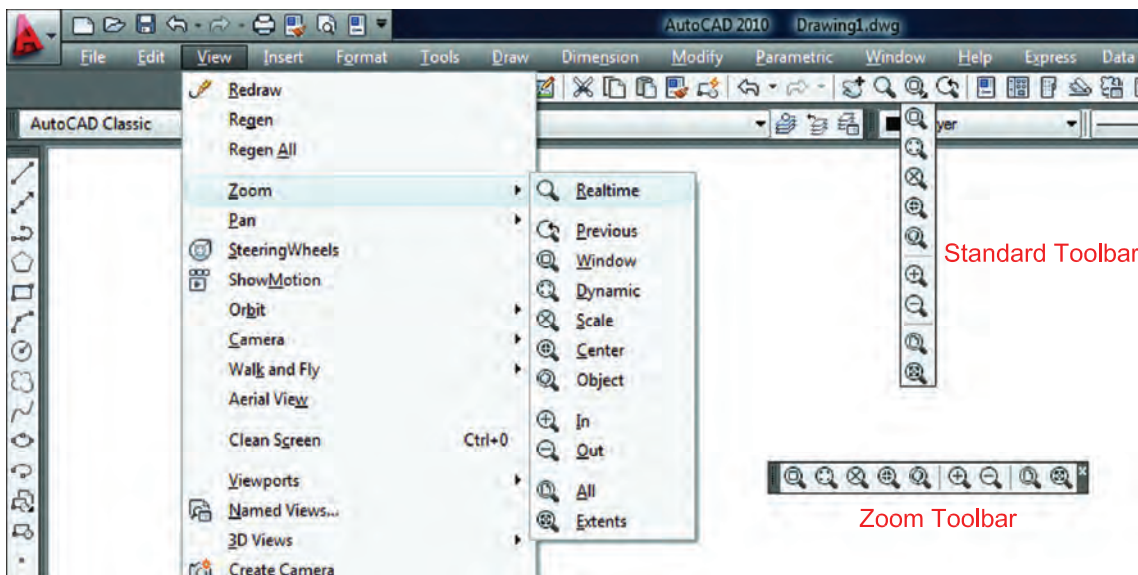 AutoCAD 2010 Drawing1.dwg
File Edit View Insert Format Tools Draw Dimension Modify Parametric Window Help Express Data
AutoCAD Classic
yer
Redraw
Regen
Regen All
Zoom
Pan
SteeringWheels
ShowMotion
Orbit
Camera
Walk and Fly
Aerial View
Clean Screen Ctrl+0
Viewports
Named Views...
3D Views
Create Camera
Realtime
Previous
Window
Dynamic
Scale
Center
Object
In
Out
All
Extents
Standard Toolbar
Zoom Toolbar